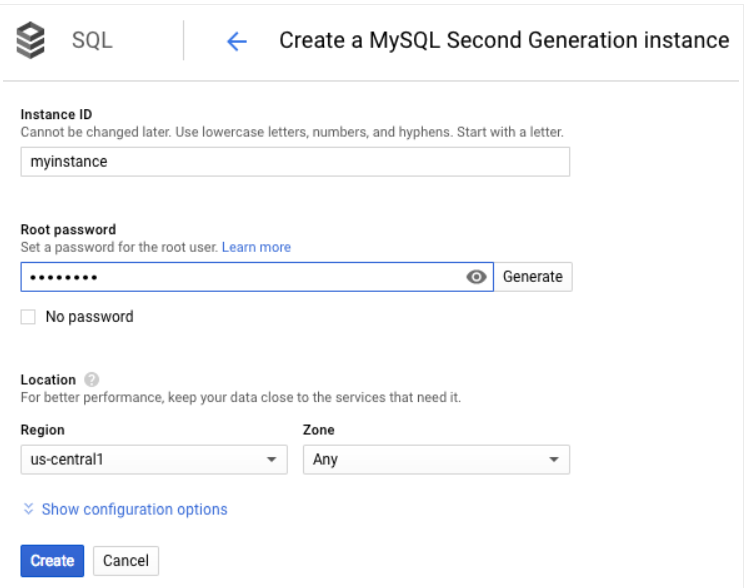 SQL
Create a MySQL Second Generation instance
Instance ID
Cannot be changed later. Use lowercase letters, numbers, and hyphens. Start with a letter.
myinstance
Root password
Set a password for the root user. Learn more
••••••••
Generate
No password
Location ?
For better performance, keep your data close to the services that need it.
Region
Zone
us-central1
Any
Show configuration options
Create
Cancel